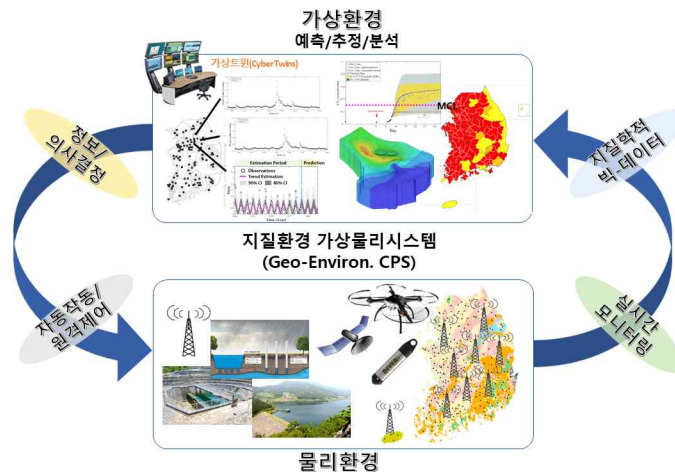 가상환경
예측/추정/분석
가상트윈(CyberTwins)
MCL
Estimation Period
Prediction
Observations
Trend Estimation
90% CI
80% CI
정보/
의사결정
지질학적
빅-데이터
지질환경 가상물리시스템
(Geo-Environ. CPS)
자동작동/
원격제어
실시간
모니터링
물리환경